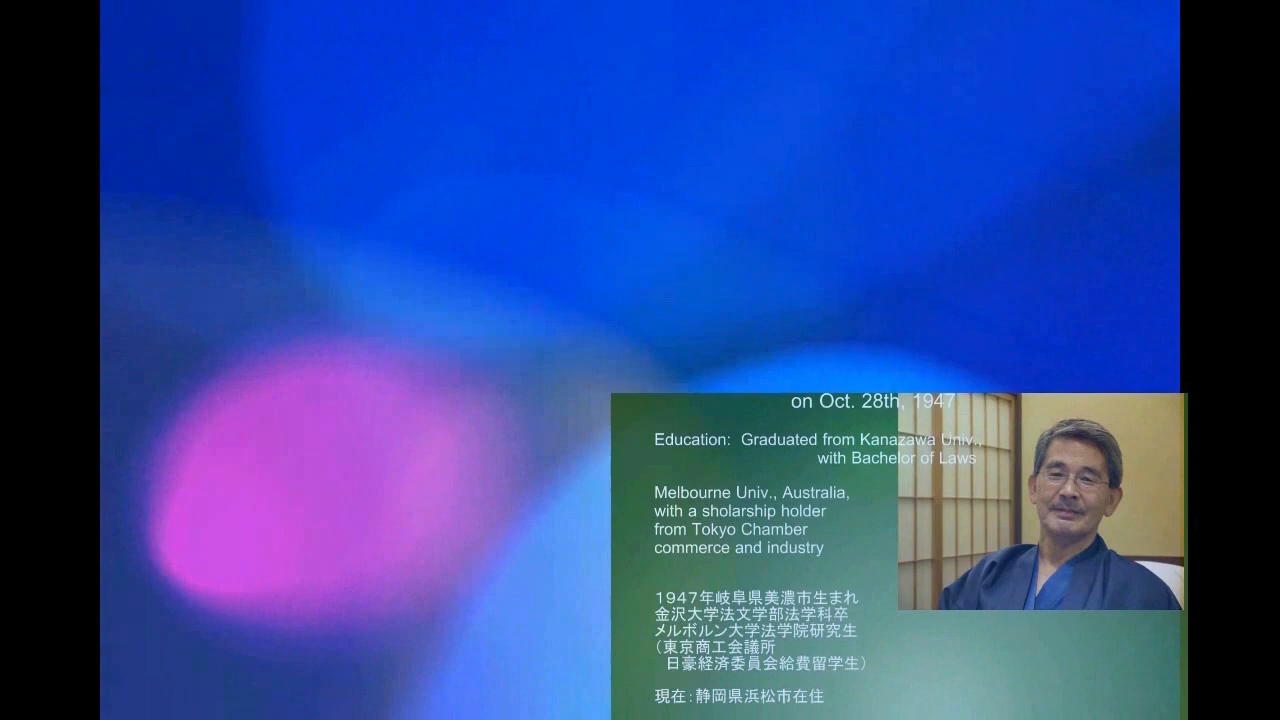 on Oct. 28th, 1947
Education: Graduated from Kanazawa Univ.,
with Bachelor of Laws
Melbourne Univ., Australia,
with a sholarship holder
from Tokyo Chamber
commerce and industry
1947年岐阜県美濃市生まれ
金沢大学法文学部法学科卒
メルボルン大学法学院研究生
(東京商工会議所
日豪経済委員会給費留学生)
現在:静岡県浜松市在住